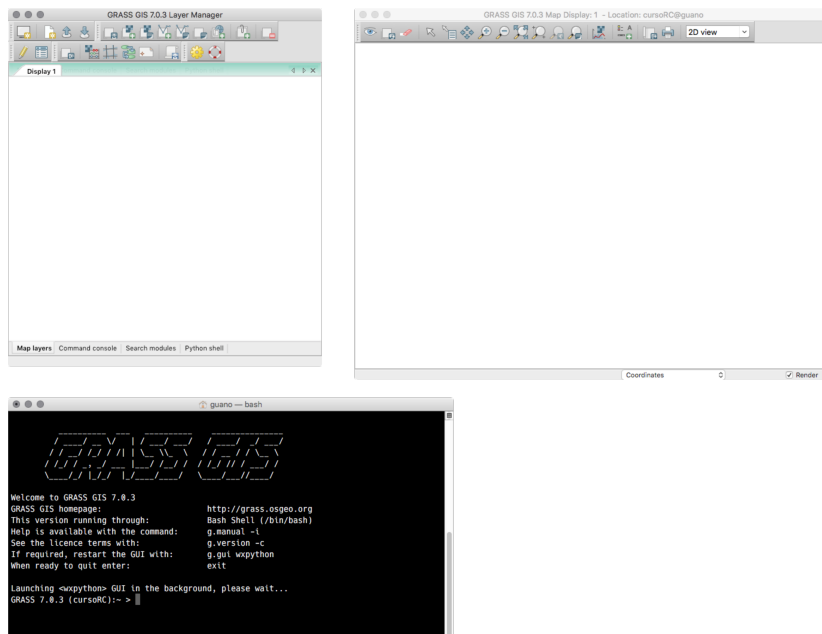 GRASS GIS 7.0.3 Layer Manager
Display 1
Map layers Command console Search modules Python shell
GRASS GIS 7.0.3 Map Display: 1 - Location: cursoRC@guano
2D view
Coordinates
Render
guano — bash
GRASS GIS
Welcome to GRASS GIS 7.0.3
GRASS GIS homepage: http://grass.osgeo.org
This version running through: Bash Shell (/bin/bash)
Help is available with the command: g.manual -i
See the licence terms with: g.version -c
If required, restart the GUI with: g.gui wxpython
When ready to quit enter: exit
Launching <wxpython> GUI in the background, please wait...
GRASS 7.0.3 (cursoRC):~ >